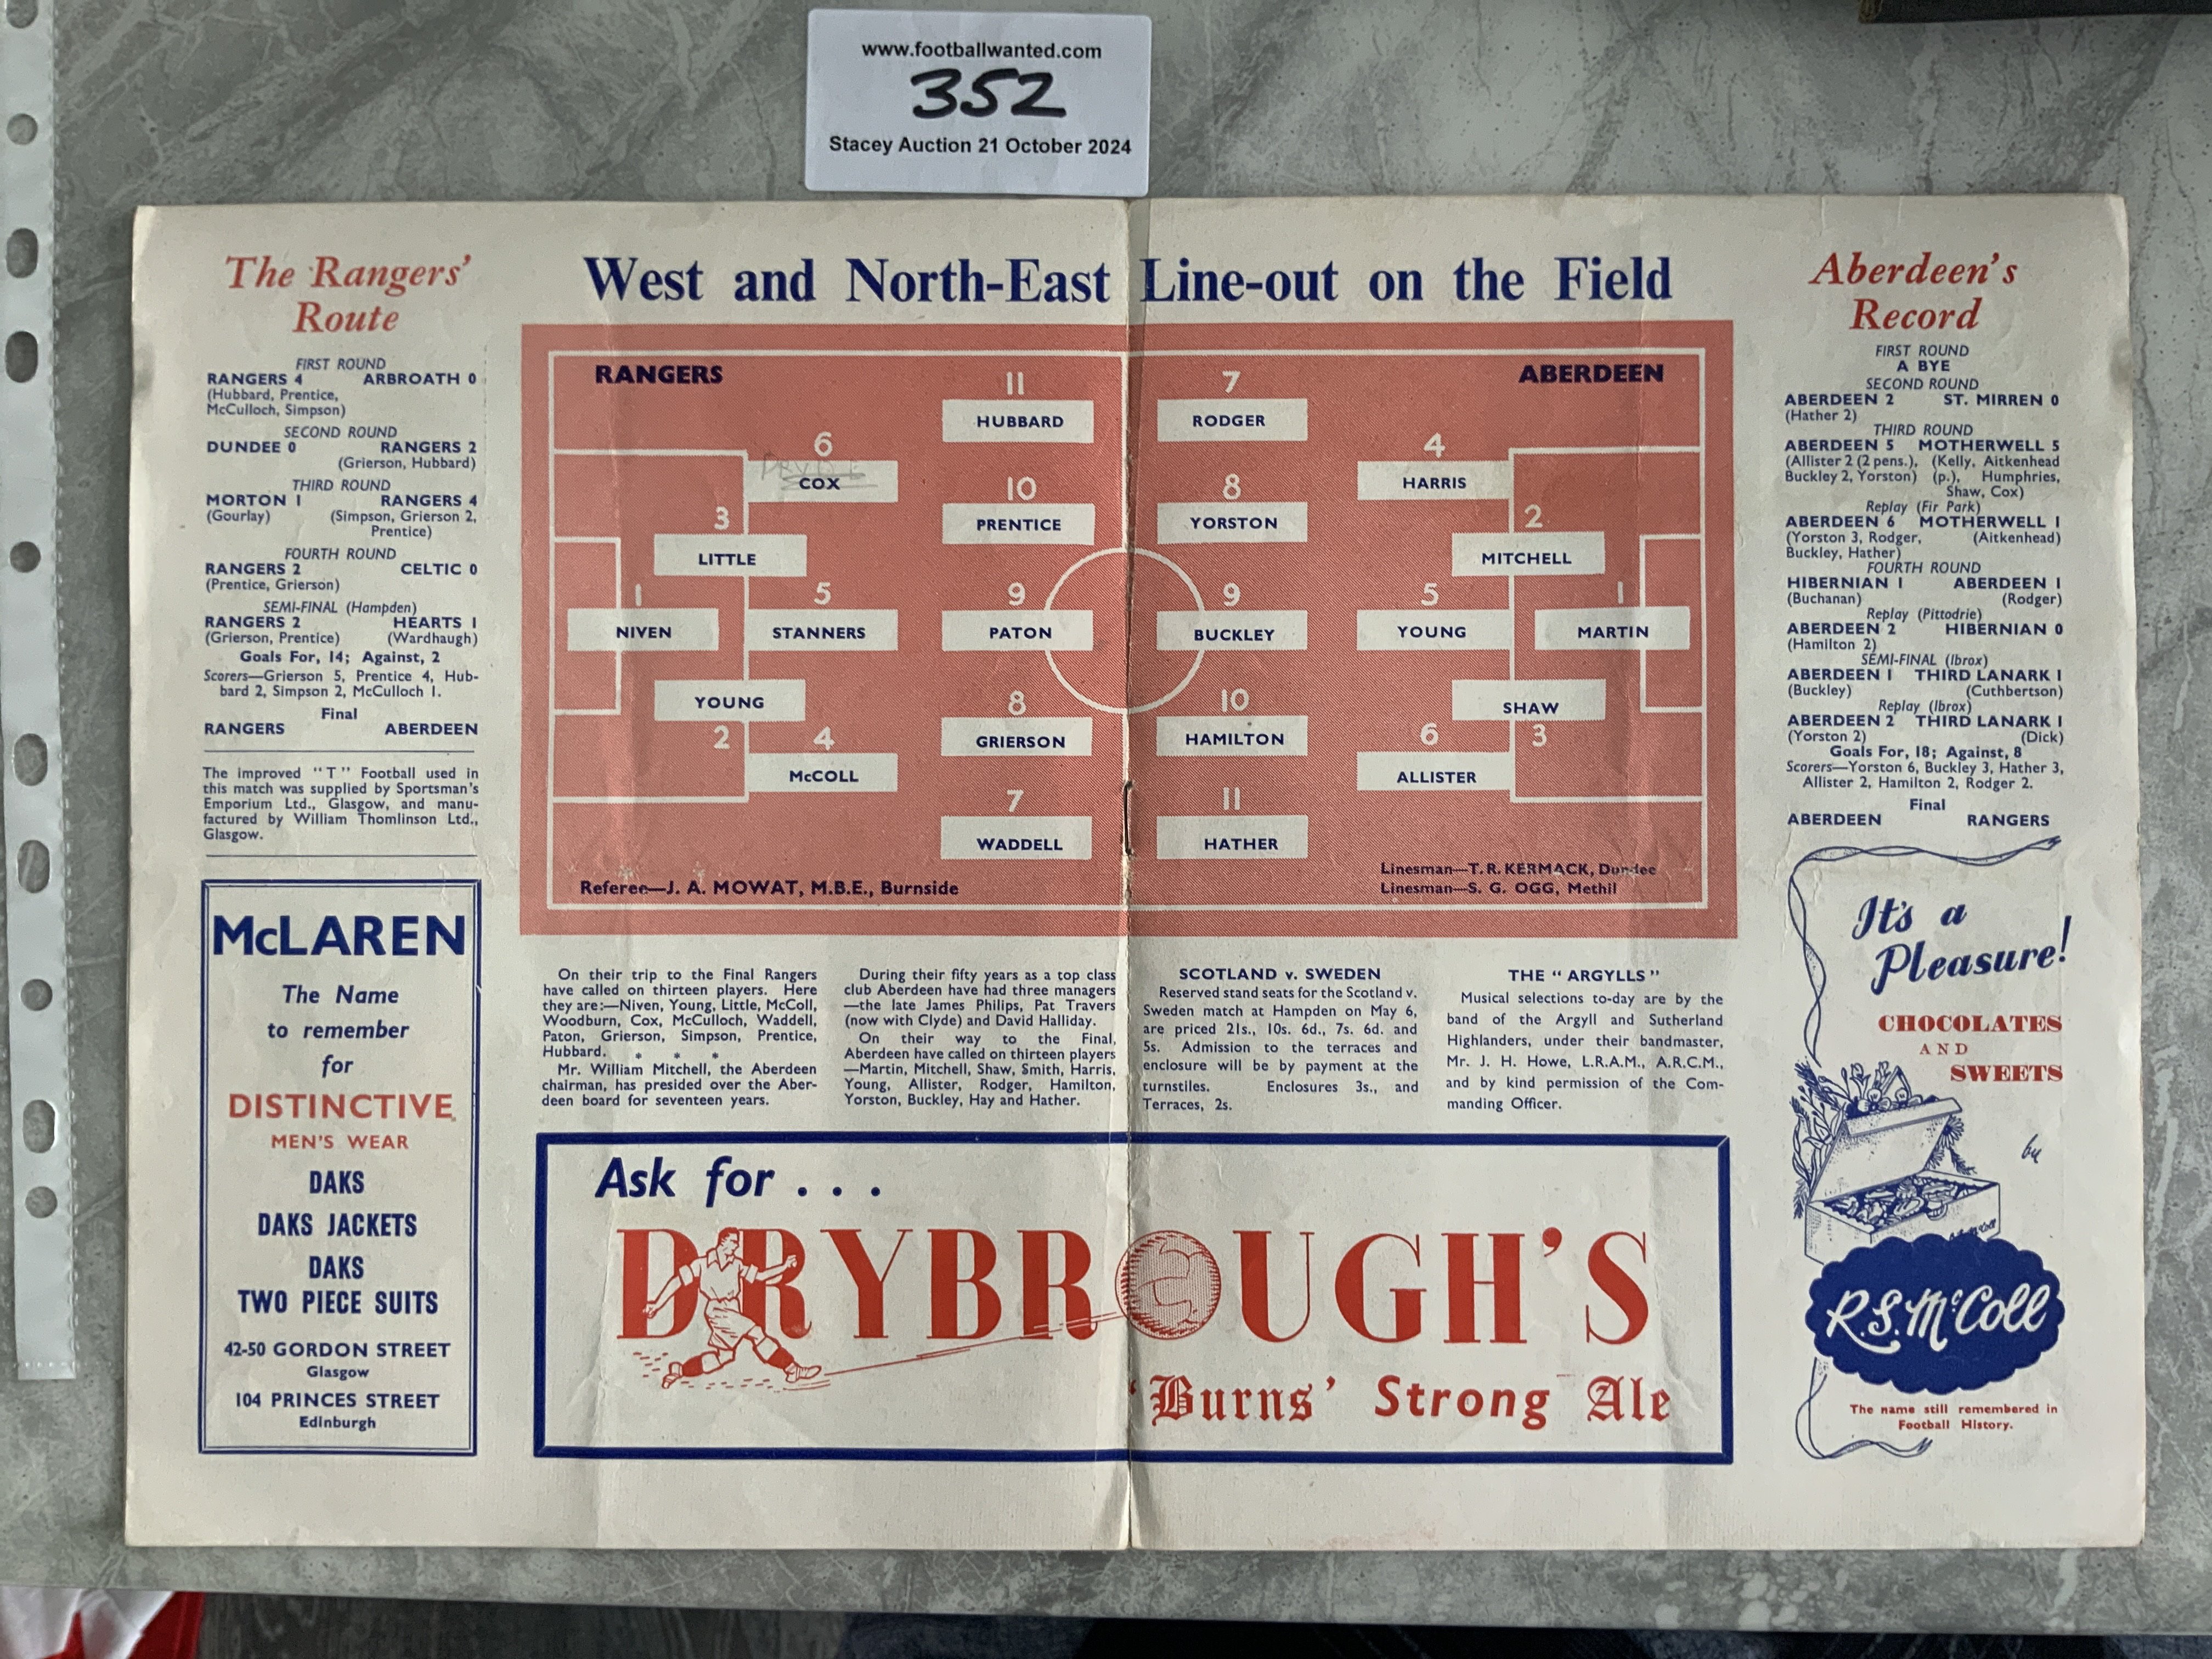 www.footballwanted.com
352
Stacey Auction 21 October 2024
The Rangers'
Route
FIRST ROUND
RANGERS 4 ARBROATH 0
(Hubbard, Prentice,
McCulloch, Simpson)
SECOND ROUND
DUNDEE 0 RANGERS 2
(Grierson, Hubbard)
THIRD ROUND
MORTON 1 RANGERS 4
(Gourlay) (Simpson, Grierson 2,
Prentice)
FOURTH ROUND
RANGERS 2 CELTIC 0
(Prentice, Grierson)
SEMI-FINAL (Hampden)
RANGERS 2 HEARTS 1
(Grierson, Prentice) (Wardhaugh)
Goals For, 14; Against, 2
Scorers—Grierson 5, Prentice 4, Hub-
bard 2, Simpson 2, McCulloch 1.
Final
RANGERS ABERDEEN
The improved "T" Football used in
this match was supplied by Sportsman's
Emporium Ltd., Glasgow, and manu-
factured by William Thomlinson Ltd.,
Glasgow.
McLAREN
The Name
to remember
for
DISTINCTIVE
MEN'S WEAR
DAKS
DAKS JACKETS
DAKS
TWO PIECE SUITS
42-50 GORDON STREET
Glasgow
104 PRINCES STREET
Edinburgh
West and North-East Line-out on the Field
RANGERS ABERDEEN
11 7
HUBBARD RODGER
6 4
COX HARRIS
10 8
PRENTICE YORSTON
3 2
LITTLE MITCHELL
1 5 9 9 5 1
NIVEN STANNERS PATON BUCKLEY YOUNG MARTIN
YOUNG SHAW
2 3
8 10
GRIERSON HAMILTON
4 6
McCOLL ALLISTER
7 11
WADDELL HATHER
Referee—J. A. MOWAT, M.B.E., Burnside
Linesman—T. R. KERMACK, Dundee
Linesman—S. G. OGG, Methil
On their trip to the Final Rangers
have called on thirteen players. Here
they are:—Niven, Young, Little, McColl,
Woodburn, Cox, McCulloch, Waddell,
Paton, Grierson, Simpson, Prentice,
Hubbard.
* * *
Mr. William Mitchell, the Aberdeen
chairman, has presided over the Aber-
deen board for seventeen years.
During their fifty years as a top class
club Aberdeen have had three managers
—the late James Philips, Pat Travers
(now with Clyde) and David Halliday.
On their way to the Final,
Aberdeen have called on thirteen players
—Martin, Mitchell, Shaw, Smith, Harris,
Young, Allister, Rodger, Hamilton,
Yorston, Buckley, Hay and Hather.
SCOTLAND v. SWEDEN
Reserved stand seats for the Scotland v.
Sweden match at Hampden on May 6,
are priced 21s., 10s. 6d., 7s. 6d. and
5s. Admission to the terraces and
enclosure will be by payment at the
turnstiles. Enclosures 3s., and
Terraces, 2s.
THE "ARGYLLS"
Musical selections to-day are by the
band of the Argyll and Sutherland
Highlanders, under their bandmaster,
Mr. J. H. Howe, L.R.A.M., A.R.C.M.,
and by kind permission of the Com-
manding Officer.
Ask for . . .
DRYBROUGH'S
'Burns' Strong Ale
Aberdeen's
Record
FIRST ROUND
A BYE
SECOND ROUND
ABERDEEN 2 ST. MIRREN 0
(Hather 2)
THIRD ROUND
ABERDEEN 5 MOTHERWELL 5
(Allister 2 (2 pens.), (Kelly, Aitkenhead
Buckley 2, Yorston) (p.), Humphries,
Shaw, Cox)
Replay (Fir Park)
ABERDEEN 6 MOTHERWELL 1
(Yorston 3, Rodger, (Aitkenhead)
Buckley, Hather)
FOURTH ROUND
HIBERNIAN 1 ABERDEEN 1
(Buchanan) (Rodger)
Replay (Pittodrie)
ABERDEEN 2 HIBERNIAN 0
(Hamilton 2)
SEMI-FINAL (Ibrox)
ABERDEEN 1 THIRD LANARK 1
(Buckley) (Cuthbertson)
Replay (Ibrox)
ABERDEEN 2 THIRD LANARK 1
(Yorston 2) (Dick)
Goals For, 18; Against, 8
Scorers—Yorston 6, Buckley 3, Hather 3,
Allister 2, Hamilton 2, Rodger 2.
Final
ABERDEEN RANGERS
It's a
Pleasure!
CHOCOLATES
AND
SWEETS
by
R.S. McColl
The name still remembered in
Football History.